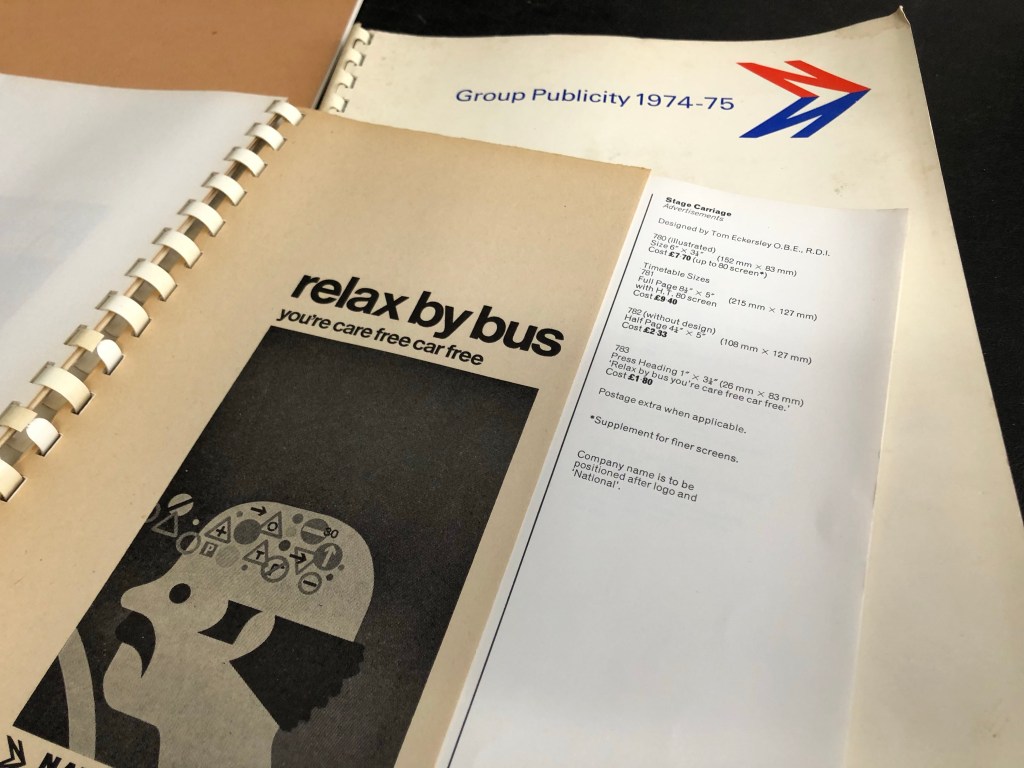 Group Publicity 1974-75
relax by bus
you're care free car free
30
P
T
Stage Carriage
Advertisements
Designed by Tom Eckersley O.B.E., R.D.I.
780 (illustrated)
Size 6" × 3¼" (152 mm × 83 mm)
Cost £7·70 (up to 80 screen*)
Timetable Sizes
781
Full Page 8½" × 5" (215 mm × 127 mm)
with H.T. 80 screen
Cost £9·40
782 (without design)
Half Page 4¼" × 5" (108 mm × 127 mm)
Cost £2·33
783
Press Heading 1" × 3¼" (26 mm × 83 mm)
'Relax by bus you're care free car free.'
Cost £1·80
Postage extra when applicable.
*Supplement for finer screens.
Company name is to be
positioned after logo and
'National'.